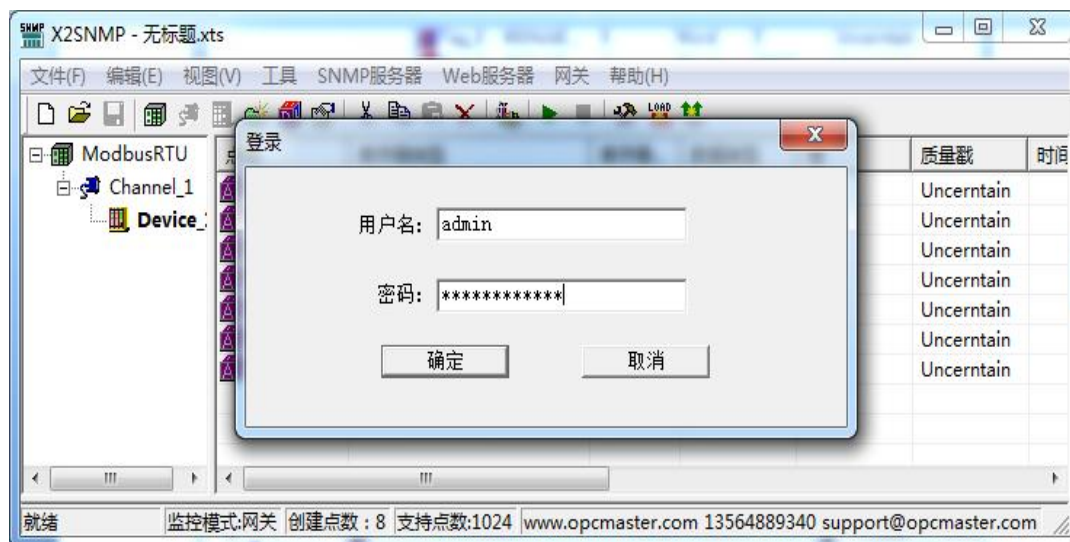 X2SNMP - 无标题.xts
文件(F) 编辑(E) 视图(V) 工具 SNMP服务器 Web服务器 网关 帮助(H)
LOAD
登录
ModbusRTU
Channel_1
Device_
质量戳 时间
用户名: admin
密码: ************
确定 取消
Uncerntain
Uncerntain
Uncerntain
Uncerntain
Uncerntain
Uncerntain
Uncerntain
就绪 监控模式:网关 创建点数：8 支持点数:1024 www.opcmaster.com 13564889340 support@opcmaster.com